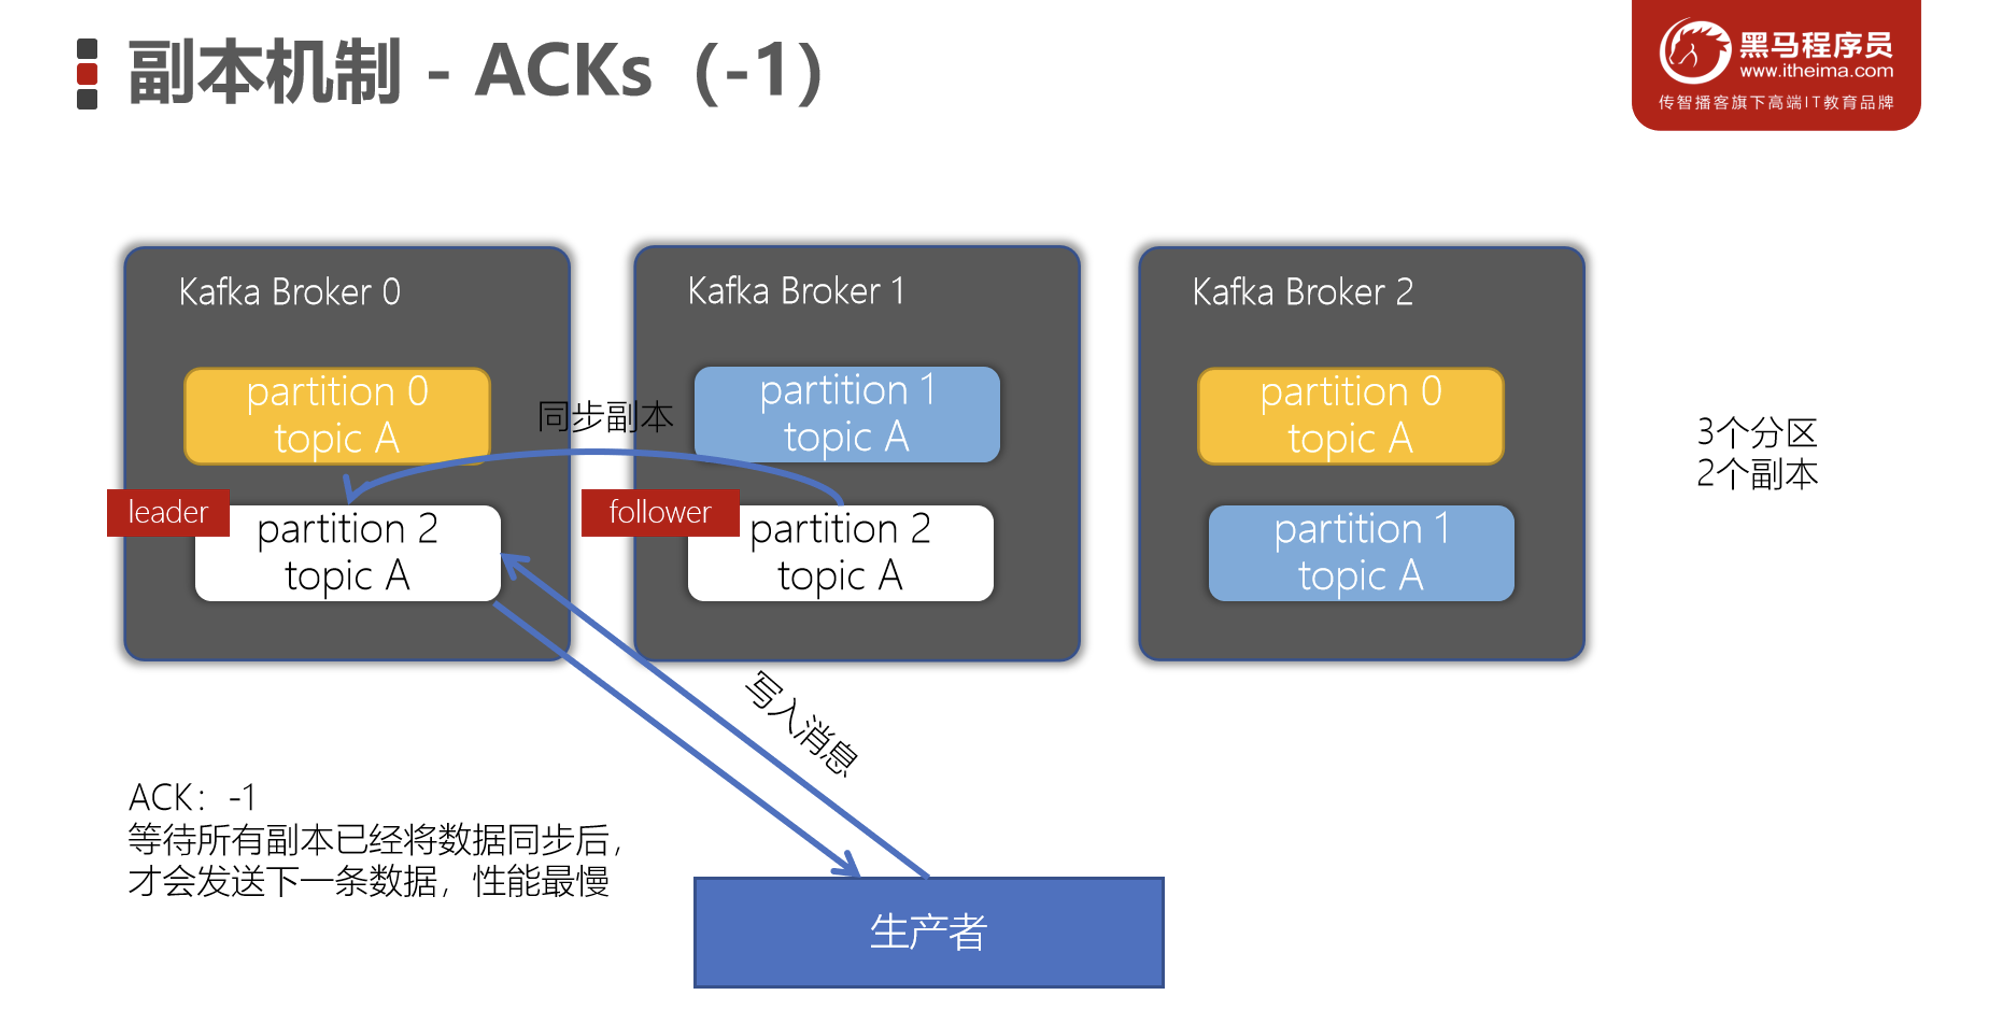 副本机制 - ACKs（-1）
黑马程序员
www.itheima.com
传智播客旗下高端IT教育品牌
Kafka Broker 0
partition 0
topic A
leader
partition 2
topic A
同步副本
Kafka Broker 1
partition 1
topic A
follower
partition 2
topic A
Kafka Broker 2
partition 0
topic A
partition 1
topic A
3个分区
2个副本
写入消息
ACK：-1
等待所有副本已经将数据同步后，
才会发送下一条数据，性能最慢
生产者